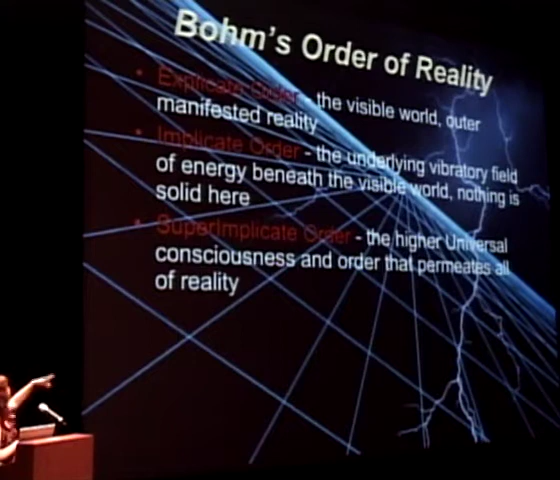 Bohm's Order of Reality
• Explicate Order - the visible world, outer
manifested reality
• Implicate Order - the underlying vibratory field
of energy beneath the visible world, nothing is
solid here
• SuperImplicate Order - the higher Universal
consciousness and order that permeates all
of reality